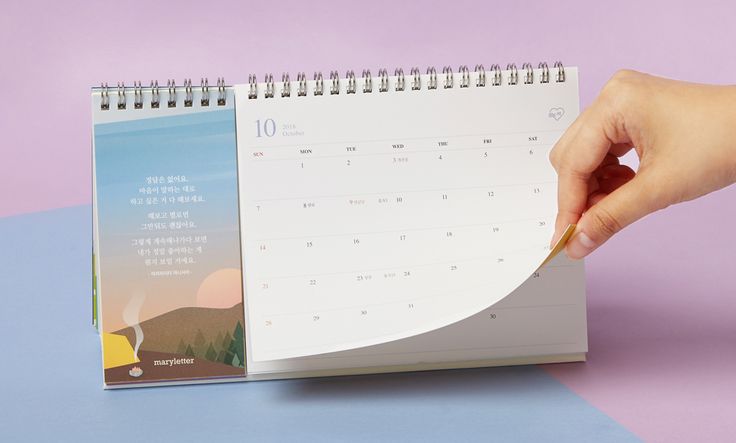 정답은 없어요.
마음이 말하는 대로
하고 싶은 거 다 해보세요.
해보고 별로면
그만둬도 괜찮아요.
그렇게 계속해나가다 보면
내가 정말 좋아하는 게
뭔지 보일 거예요.
maryletter
10 2018
October
SUN MON TUE WED THU FRI SAT
1 2 3 4 5 6
7 8 9 10 11 12 13
14 15 16 17 18 19
21 22 23 24 25
28 29 30 31
24
30